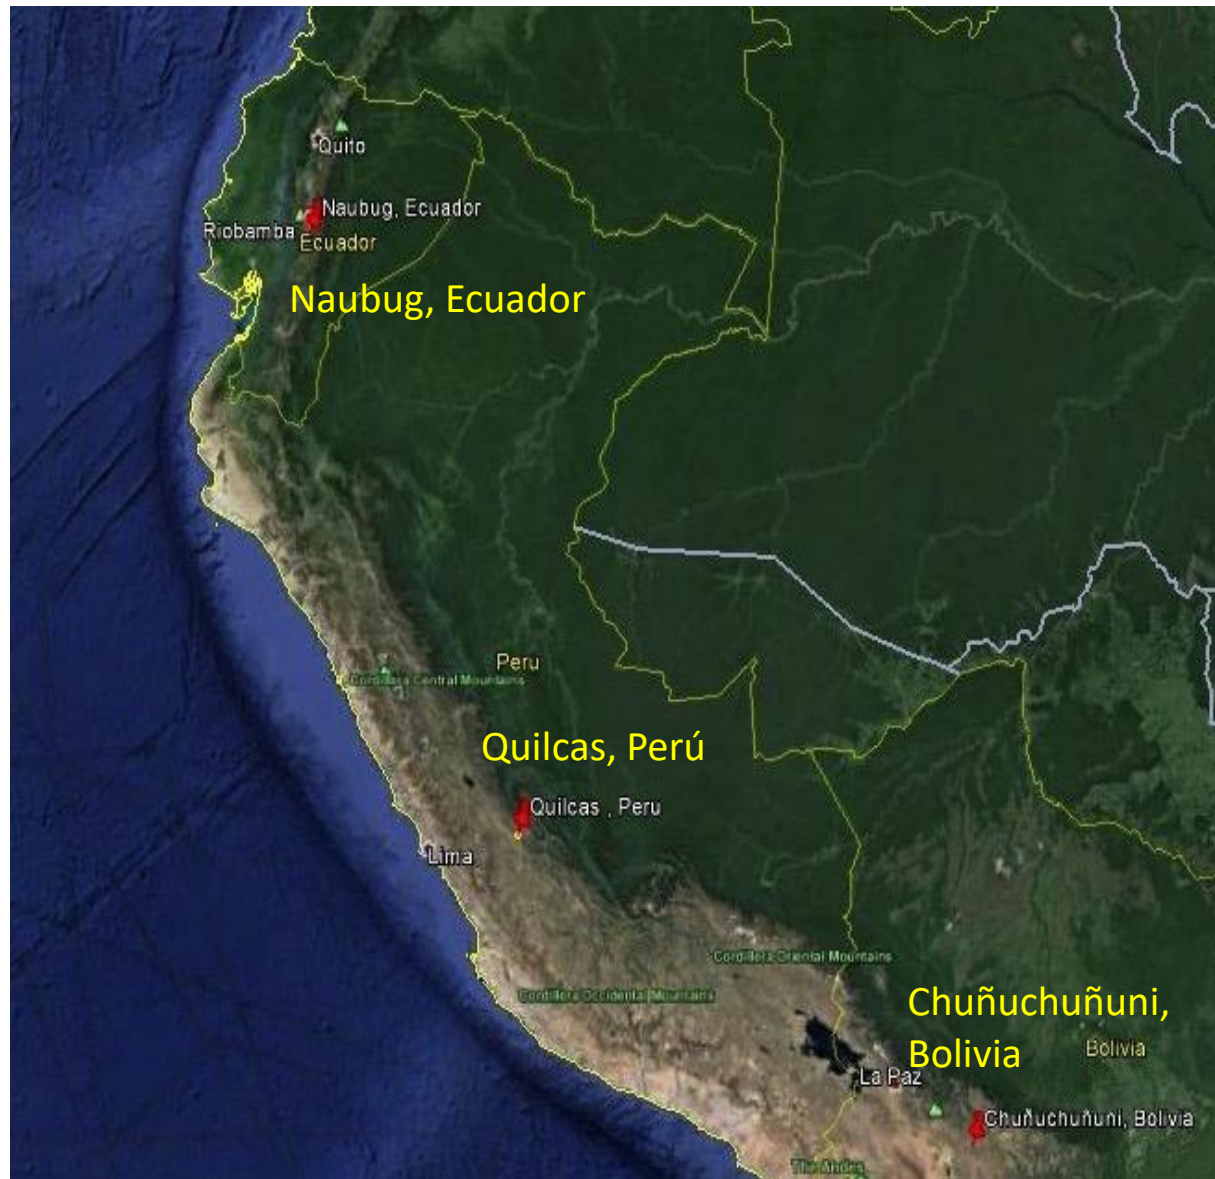 Quito
Naubug, Ecuador
Riobamba
Ecuador
Naubug, Ecuador
Peru
Cordillera Central Mountains
Quilcas, Perú
Quilcas , Peru
Lima
Cordillera Oriental Mountains
Cordillera Occidental Mountains
Chuñuchuñuni,
Bolivia
Bolivia
La Paz
Chuñuchuñuni, Bolivia
The Andes